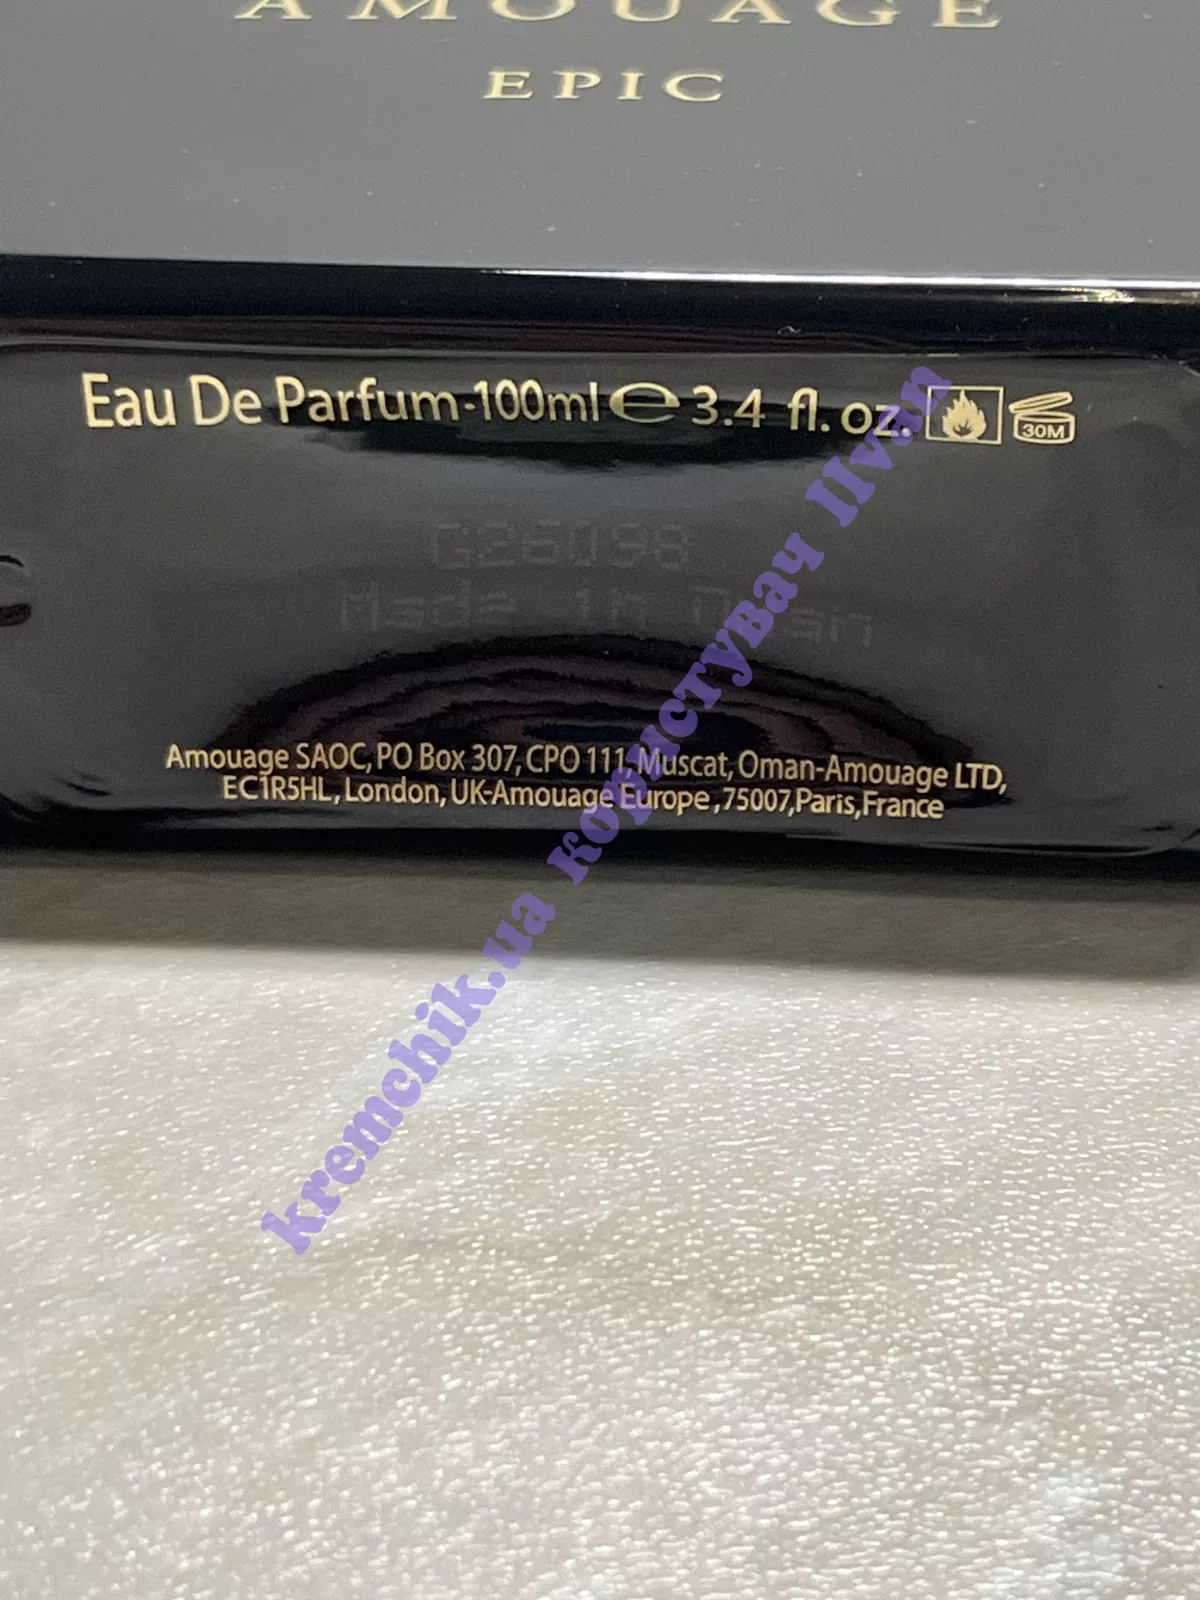 AMOUAGE
EPIC
Eau De Parfum-100ml ℮ 3.4 fl. oz.
30M
G26098
Made in Oman
Amouage SAOC, PO Box 307, CPO 111, Muscat, Oman-Amouage LTD,
EC1R5HL, London, UK-Amouage Europe ,75007,Paris,France
kremchik.ua користувач IIvan